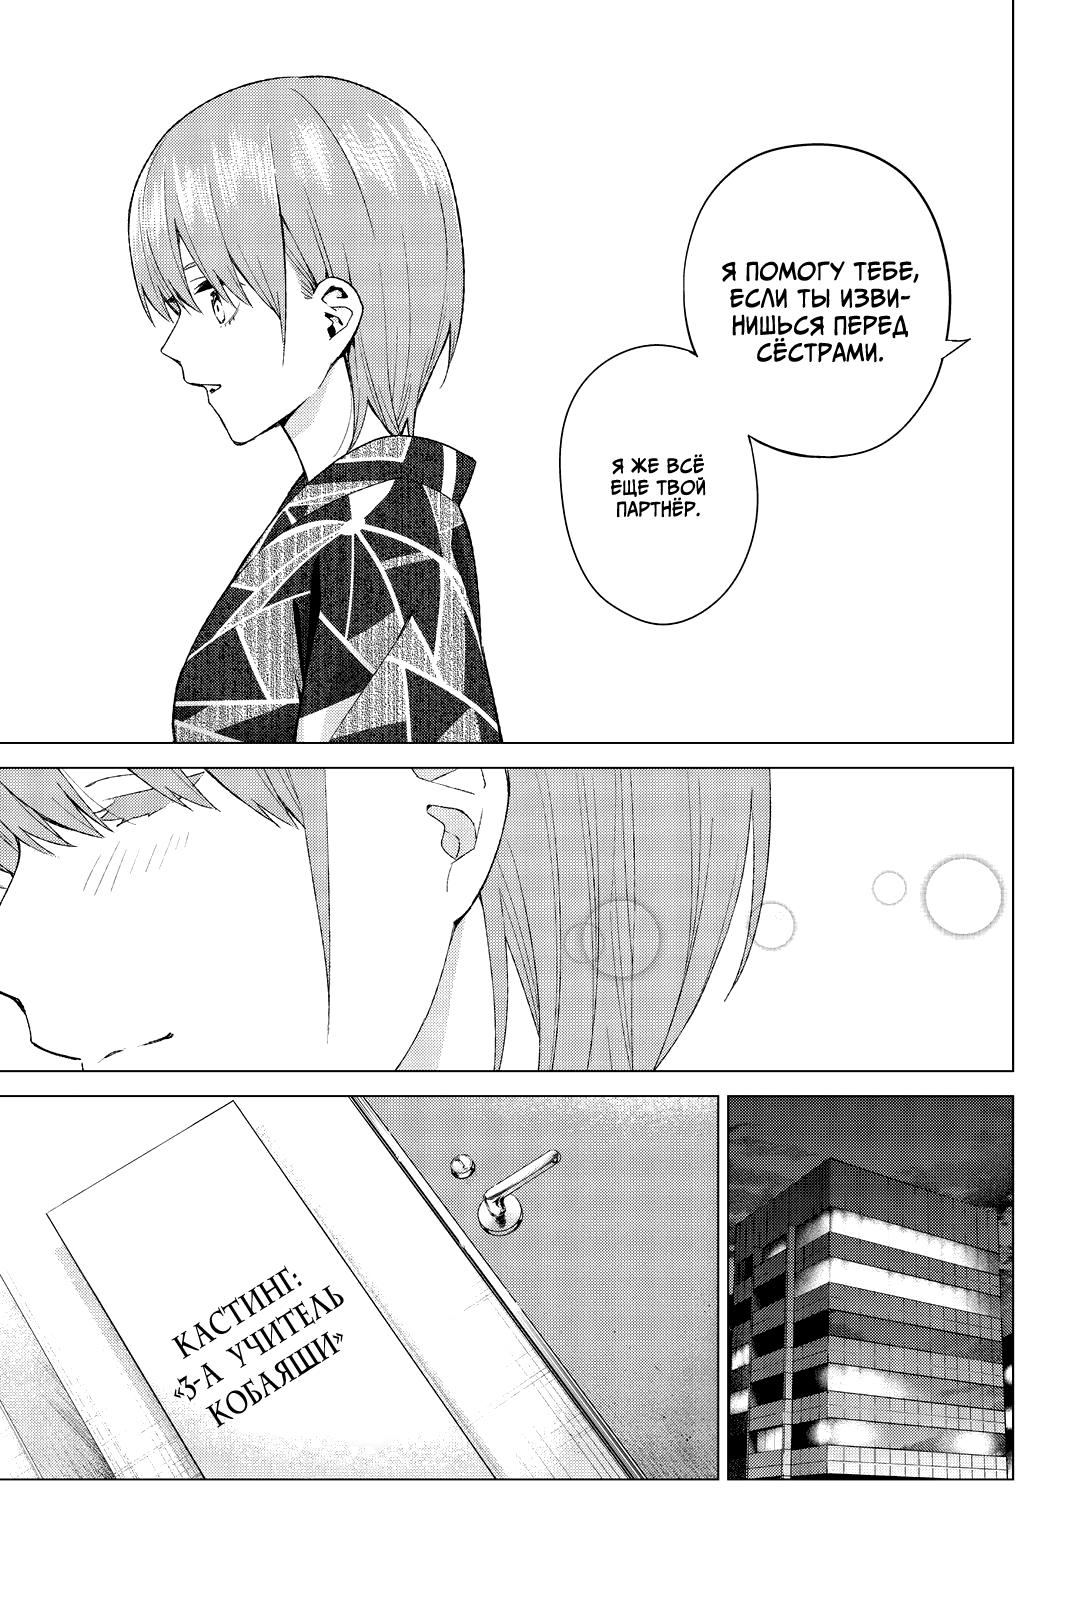 Я ПОМОГУ ТЕБЕ,
ЕСЛИ ТЫ ИЗВИ-
НИШЬСЯ ПЕРЕД
СЁСТРАМИ.
Я ЖЕ ВСЁ
ЕЩЕ ТВОЙ
ПАРТНЁР.
КАСТИНГ:
«3-А УЧИТЕЛЬ
КОБАЯШИ»